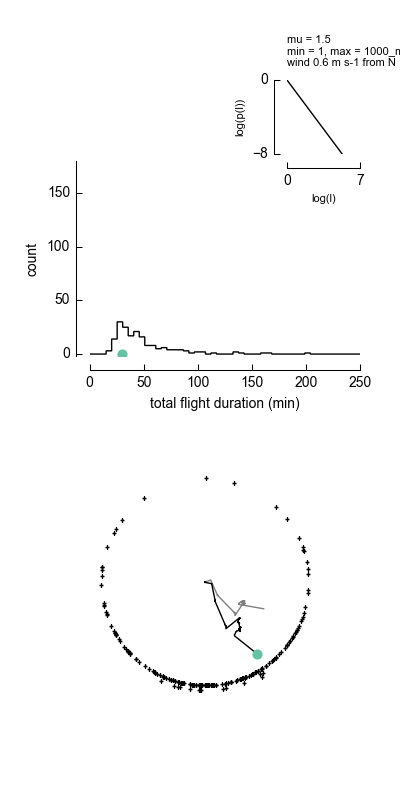 mu = 1.5
min = 1, max = 1000_m
wind 0.6 m s-1 from N
0
log(p(l))
−8
0
7
log(l)
150
100
50
0
count
0
50
100
150
200
250
total flight duration (min)